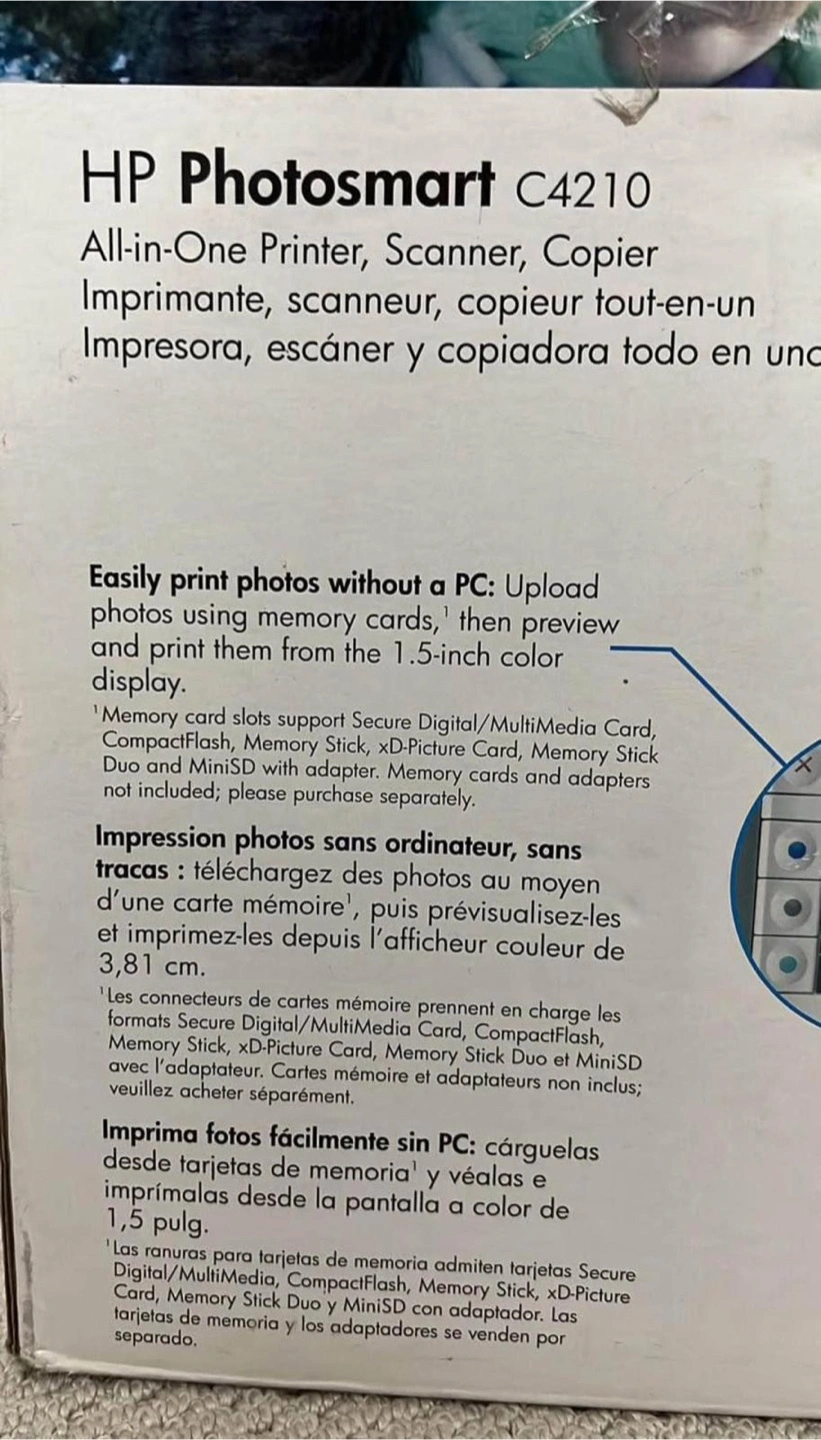 HP Photosmart C4210
All-in-One Printer, Scanner, Copier
Imprimante, scanneur, copieur tout-en-un
Impresora, escáner y copiadora todo en uno
Easily print photos without a PC: Upload
photos using memory cards,¹ then preview
and print them from the 1.5-inch color
display.
¹Memory card slots support Secure Digital/MultiMedia Card,
CompactFlash, Memory Stick, xD-Picture Card, Memory Stick
Duo and MiniSD with adapter. Memory cards and adapters
not included; please purchase separately.
Impression photos sans ordinateur, sans
tracas : téléchargez des photos au moyen
d'une carte mémoire¹, puis prévisualisez-les
et imprimez-les depuis l'afficheur couleur de
3,81 cm.
¹Les connecteurs de cartes mémoire prennent en charge les
formats Secure Digital/MultiMedia Card, CompactFlash,
Memory Stick, xD-Picture Card, Memory Stick Duo et MiniSD
avec l'adaptateur. Cartes mémoire et adaptateurs non inclus;
veuillez acheter séparément.
Imprima fotos fácilmente sin PC: cárguelas
desde tarjetas de memoria¹ y véalas e
imprímalas desde la pantalla a color de
1,5 pulg.
¹Las ranuras para tarjetas de memoria admiten tarjetas Secure
Digital/MultiMedia, CompactFlash, Memory Stick, xD-Picture
Card, Memory Stick Duo y MiniSD con adaptador. Las
tarjetas de memoria y los adaptadores se venden por
separado.